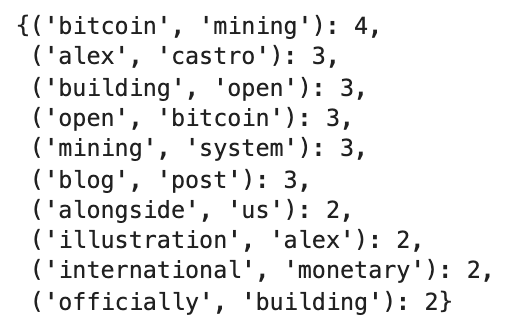 {('bitcoin', 'mining'): 4,
('alex', 'castro'): 3,
('building', 'open'): 3,
('open', 'bitcoin'): 3,
('mining', 'system'): 3,
('blog', 'post'): 3,
('alongside', 'us'): 2,
('illustration', 'alex'): 2,
('international', 'monetary'): 2,
('officially', 'building'): 2}